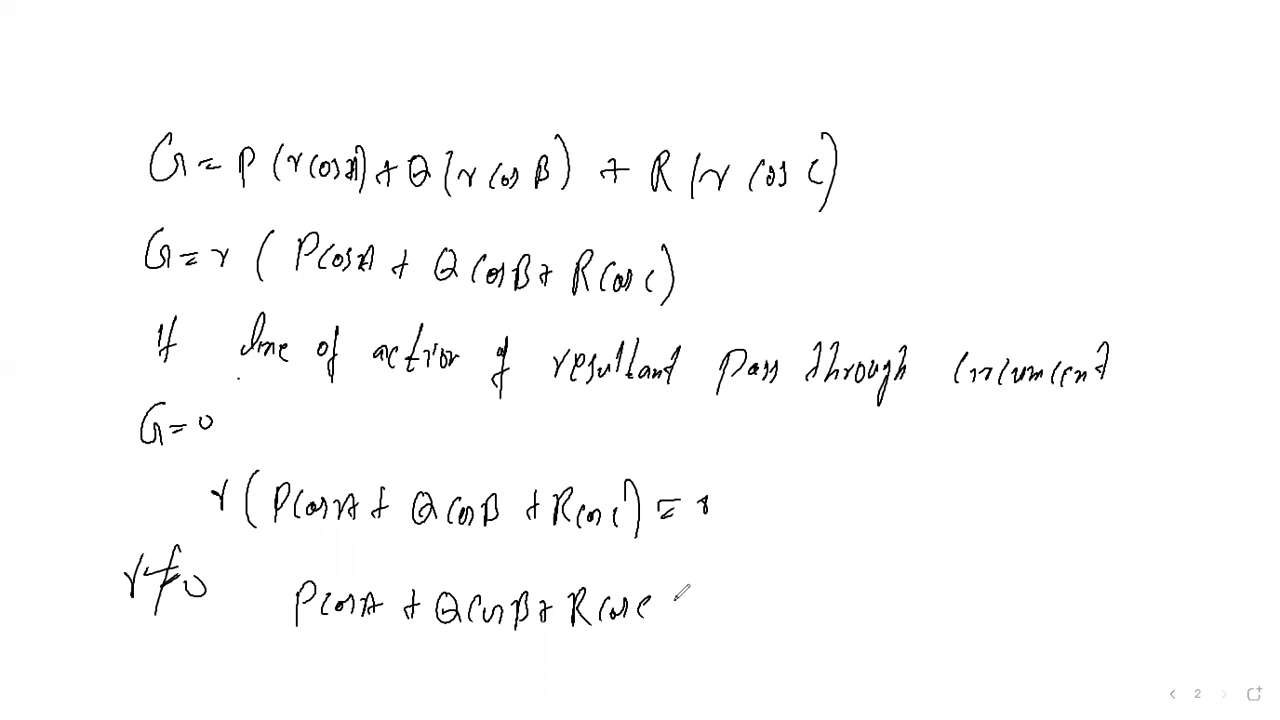 G = P (r cos A) + Q (r cos B) + R (r cos C)
G = r ( P cos A + Q cos B + R cos C)
If line of action of resultant pass through circumcent
G = 0
r ( P cos A + Q cos B + R cos C) = 0
r ≠ 0 P cos A + Q cos B + R cos C
2